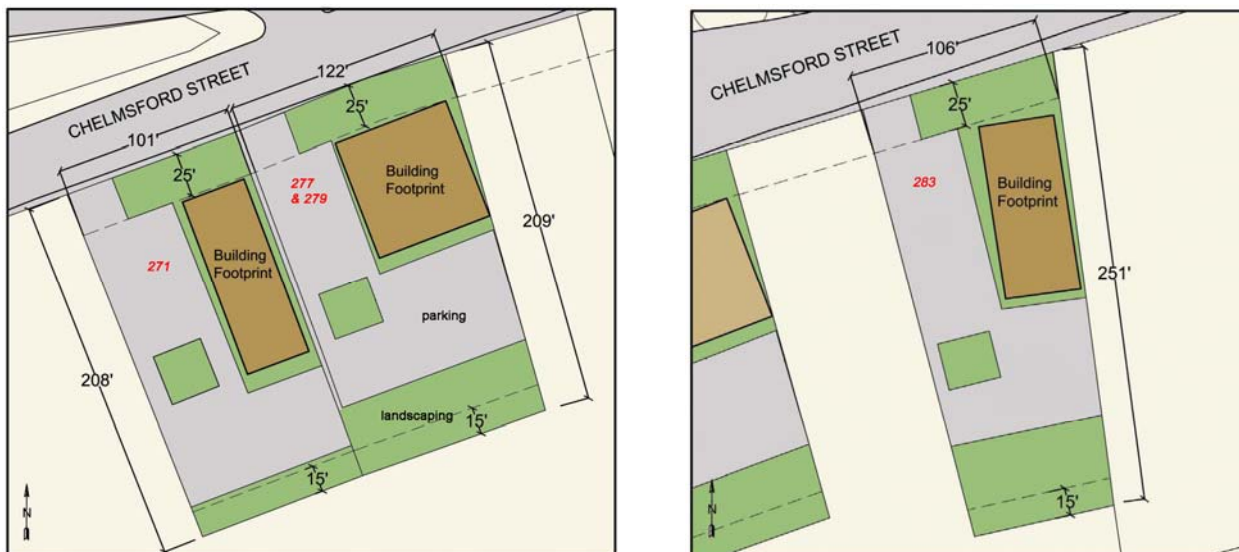 CHELMSFORD STREET
122'
101'
25'
25'
277
& 279
Building
Footprint
209'
271
Building
Footprint
parking
208'
landscaping
15'
15'
N
CHELMSFORD STREET
106'
25'
283
Building
Footprint
251'
15'
N